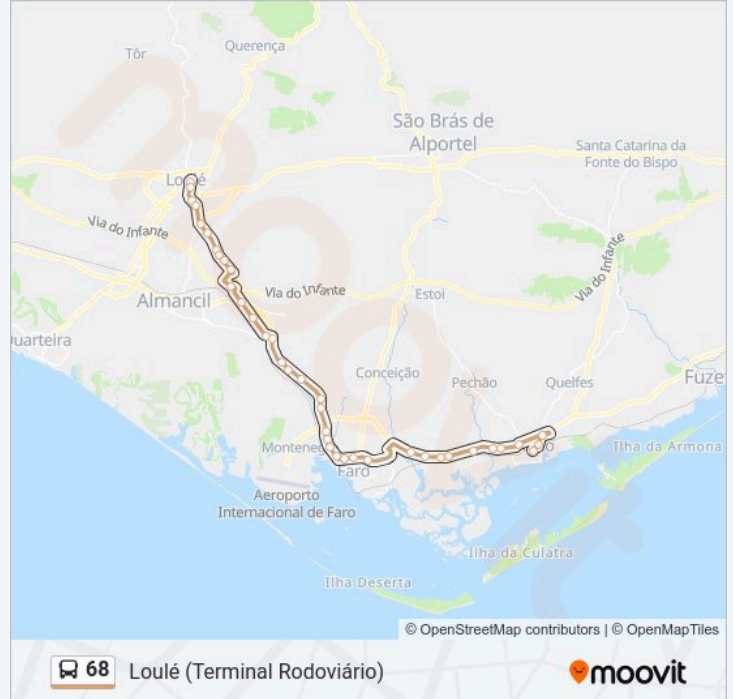 Tôr
Querença
São Brás de
Alportel
Santa Catarina da
Fonte do Bispo
Loulé
Via do Infante
Via do Infante
Almancil
Via do Infante
Estoi
uarteira
Conceição
Pechão
Quelfes
Fuze
Monteneg
Faro
Ilha da Armona
Aeroporto
Internacional de Faro
Ilha da Culatra
Ilha Deserta
© OpenStreetMap contributors | © OpenMapTiles
68 Loulé (Terminal Rodoviário)
moovit